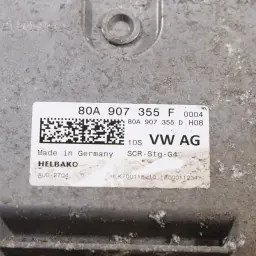 80A 907 355 F 0004
80A 907 355 D H08
10S VW AG
Made in Germany SCR-Stg-G4
HELBAKO